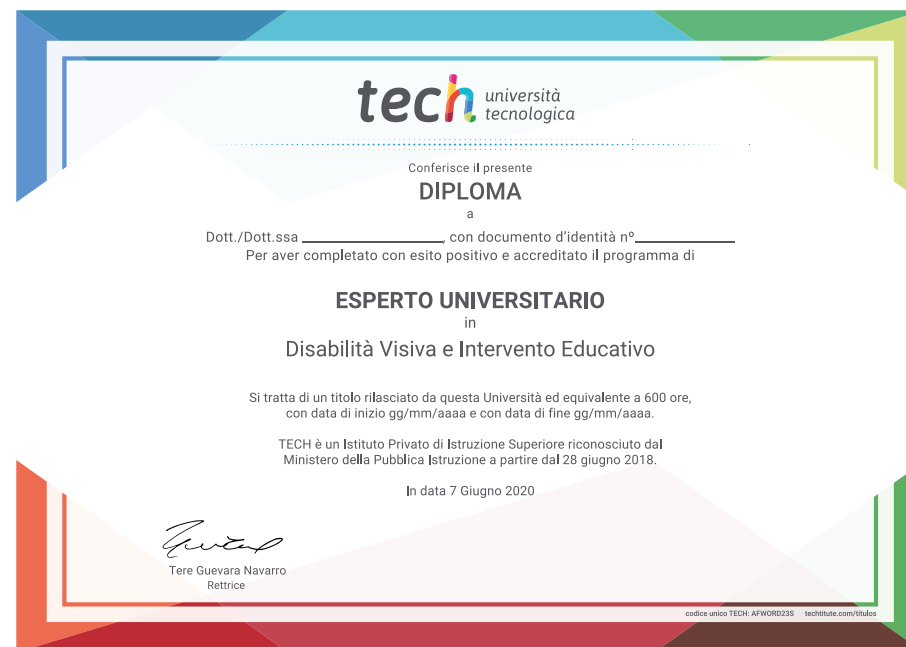 tech università
tecnologica
Conferisce il presente
DIPLOMA
a
Dott./Dott.ssa ____________, con documento d'identità nº________
Per aver completato con esito positivo e accreditato il programma di
ESPERTO UNIVERSITARIO
in
Disabilità Visiva e Intervento Educativo
Si tratta di un titolo rilasciato da questa Università ed equivalente a 600 ore,
con data di inizio gg/mm/aaaa e con data di fine gg/mm/aaaa.
TECH è un Istituto Privato di Istruzione Superiore riconosciuto dal
Ministero della Pubblica Istruzione a partire dal 28 giugno 2018.
In data 7 Giugno 2020
Tere Guevara Navarro
Rettrice
codice unico TECH: AFWORD23S techtitute.com/títulos